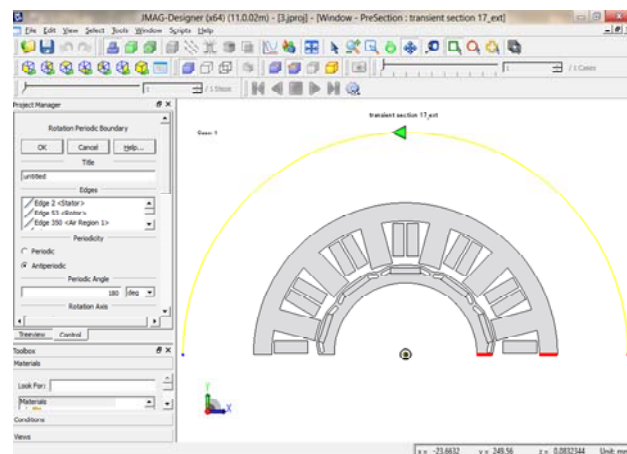 JMAG-Designer (x64) (11.0.02m) - [3.jproj] - [Window - PreSection : transient section 17_ext]
File Edit View Select Tools Window Scripts Help
1 / 1 Cases
1 / 1 Steps
Project Manager
Rotation Periodic Boundary
OK Cancel Help...
Title
untitled
Edges
Edge 2 <Stator>
Edge 53 <Rotor>
Edge 350 <Air Region 1>
Periodicity
Periodic
Antiperiodic
Periodic Angle
180 (deg
Rotation Axis
Treeview Control
Toolbox
Materials
Look For:
Materials
Conditions
Views
transient section 17_ext
Case: 1
Y
X
x = -23.6632 y = 249.56 z = 0.0832344 Unit: mm